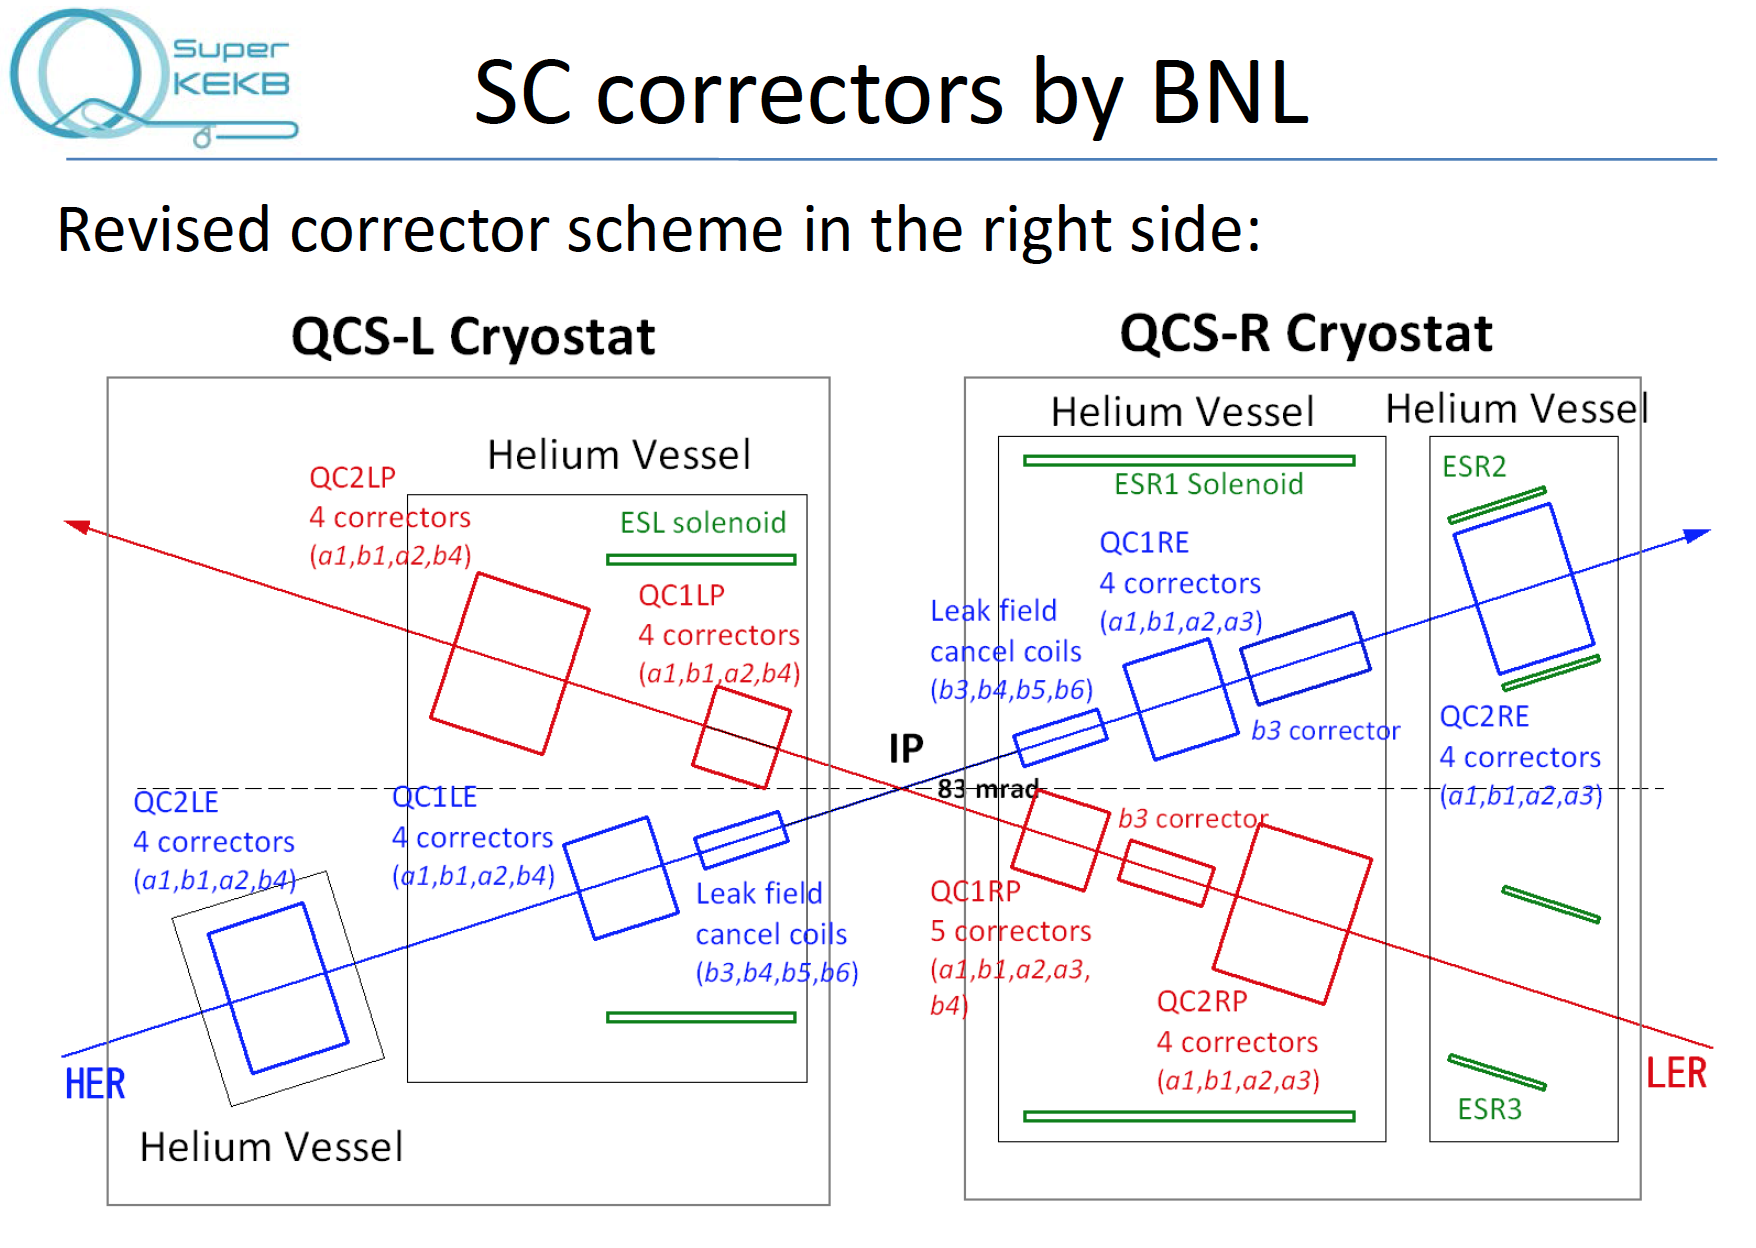 Super
KEKB
SC correctors by BNL
Revised corrector scheme in the right side:
QCS-L Cryostat
Helium Vessel
QC2LP
4 correctors
(a1,b1,a2,b4)
ESL solenoid
QC1LP
4 correctors
(a1,b1,a2,b4)
QC2LE
4 correctors
(a1,b1,a2,b4)
QC1LE
4 correctors
(a1,b1,a2,b4)
Leak field
cancel coils
(b3,b4,b5,b6)
HER
Helium Vessel
IP
83 mrad
QCS-R Cryostat
Helium Vessel
Helium Vessel
ESR1 Solenoid
ESR2
QC1RE
4 correctors
(a1,b1,a2,a3)
Leak field
cancel coils
(b3,b4,b5,b6)
b3 corrector
QC2RE
4 correctors
(a1,b1,a2,a3)
b3 corrector
QC1RP
5 correctors
(a1,b1,a2,a3,
b4)
QC2RP
4 correctors
(a1,b1,a2,a3)
LER
ESR3